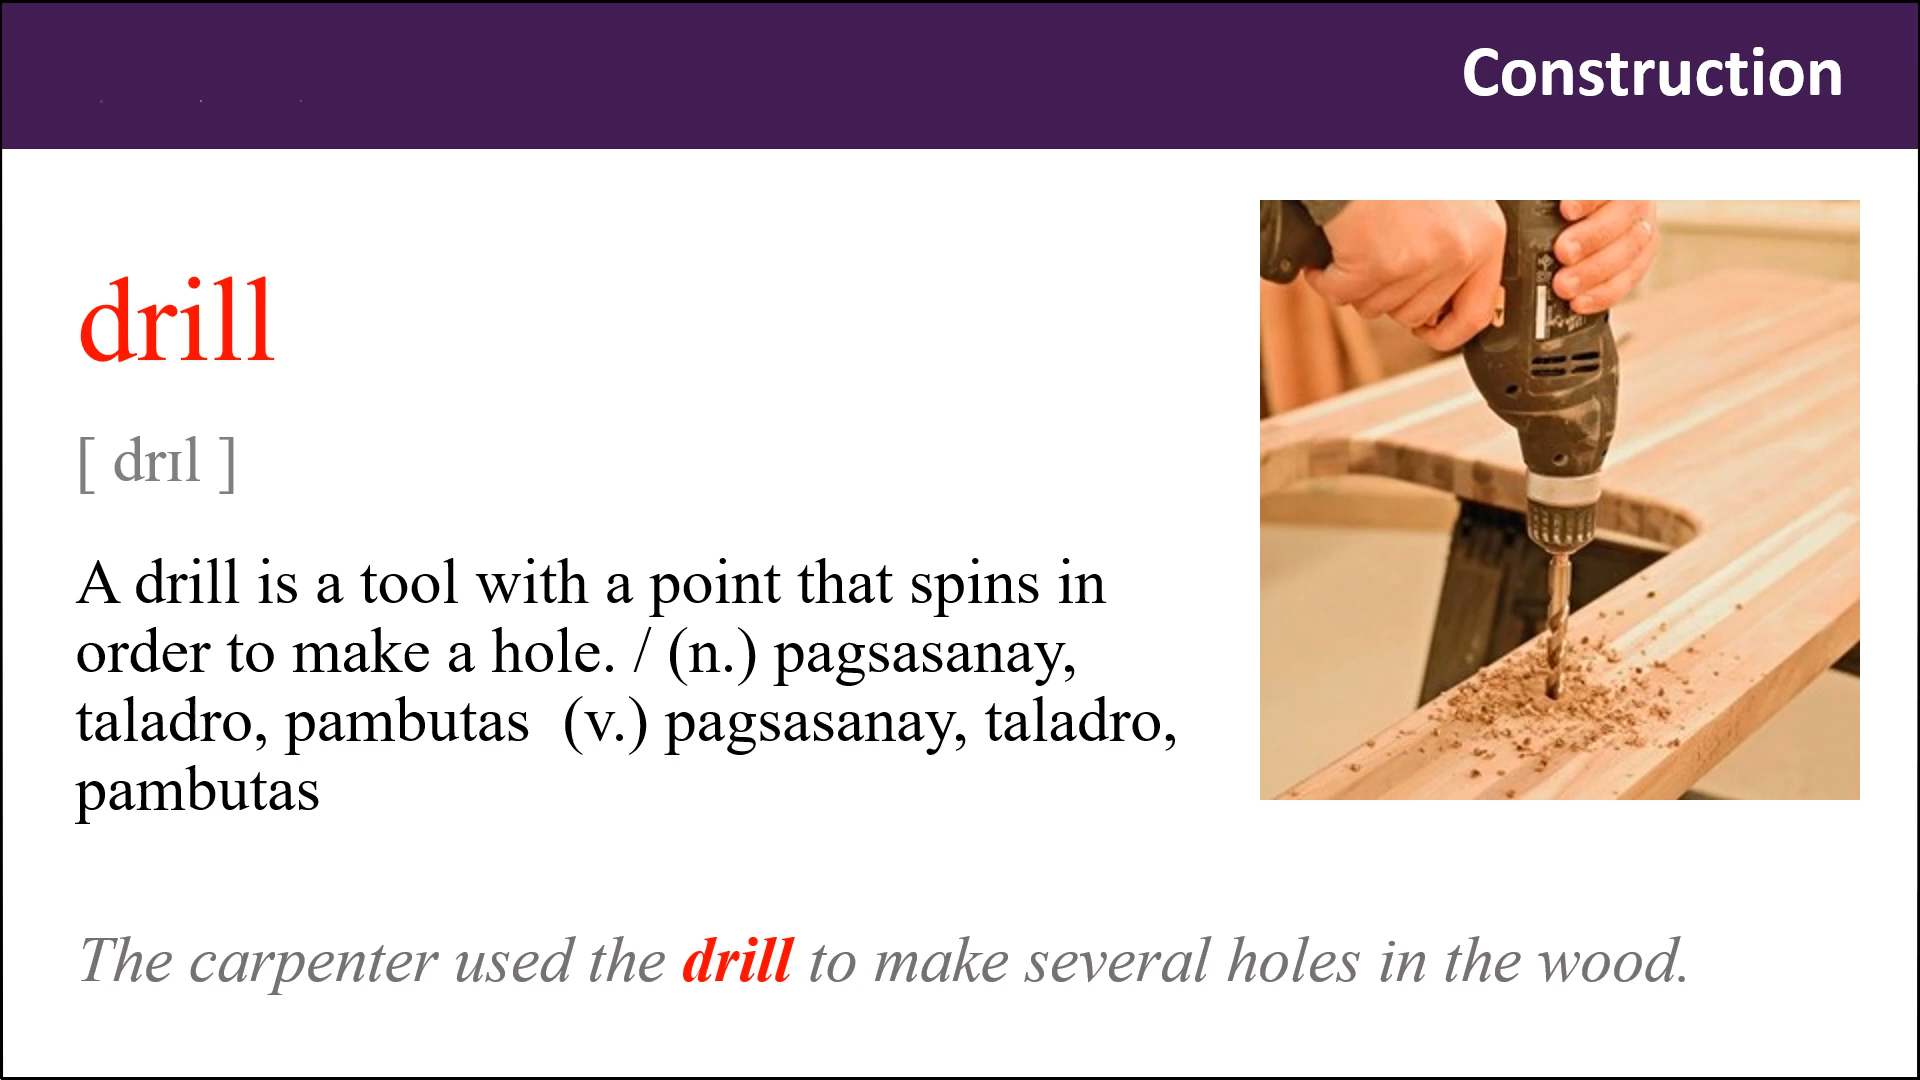 Construction
drill
[ drɪl ]
A drill is a tool with a point that spins in
order to make a hole. / (n.) pagsasanay,
taladro, pambutas  (v.) pagsasanay, taladro,
pambutas
The carpenter used the drill to make several holes in the wood.